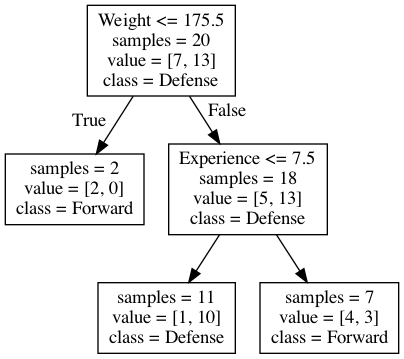 Weight <= 175.5
samples = 20
value = [7, 13]
class = Defense
True
False
samples = 2
value = [2, 0]
class = Forward
Experience <= 7.5
samples = 18
value = [5, 13]
class = Defense
samples = 11
value = [1, 10]
class = Defense
samples = 7
value = [4, 3]
class = Forward